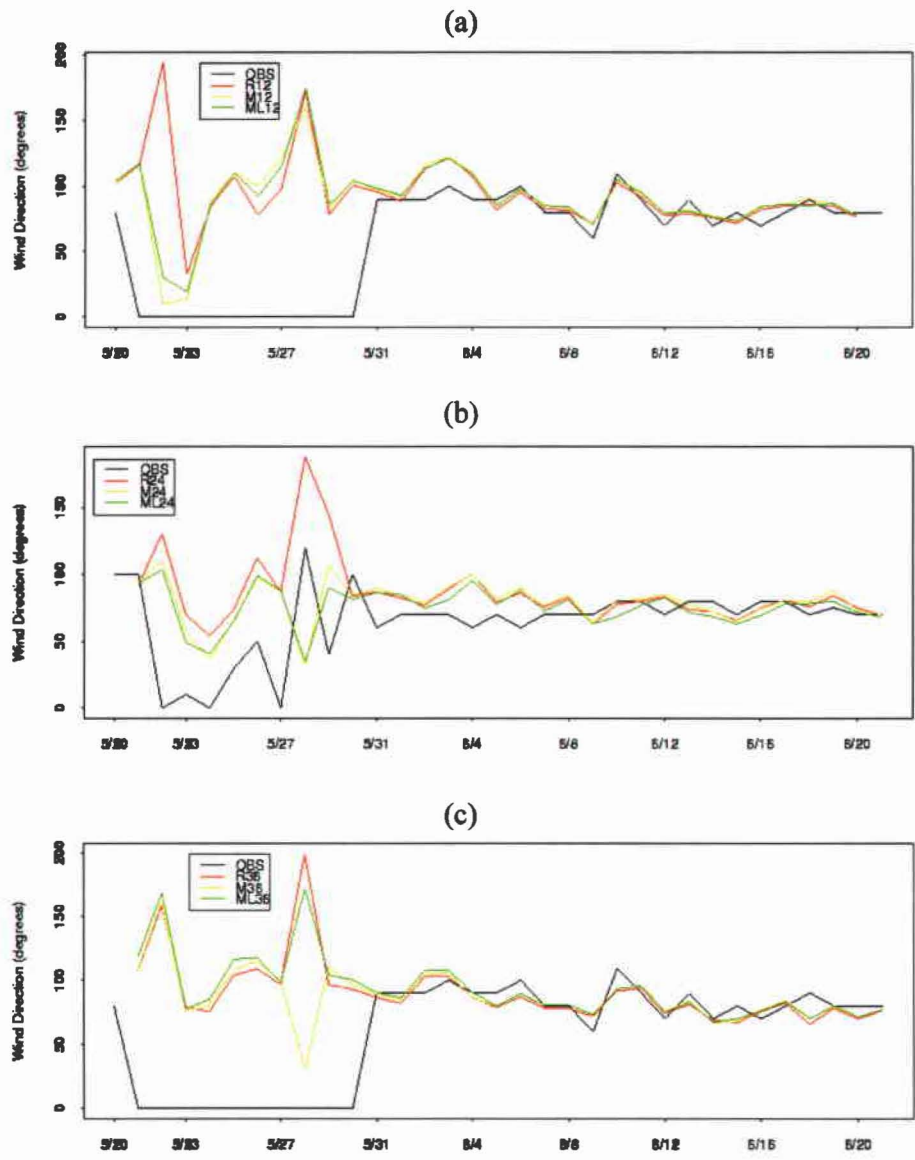 (a)
Wind Direction (degrees)
200
150
100
50
0
OBS
R12
M12
ML12
5/20 5/23 5/27 5/31 6/4 6/8 6/12 6/16 6/20
(b)
Wind Direction (degrees)
150
100
50
0
OBS
R24
M24
ML24
5/20 5/23 5/27 5/31 6/4 6/8 6/12 6/16 6/20
(c)
Wind Direction (degrees)
200
150
100
50
0
OBS
R36
M36
ML36
5/20 5/23 5/27 5/31 6/4 6/8 6/12 6/16 6/20